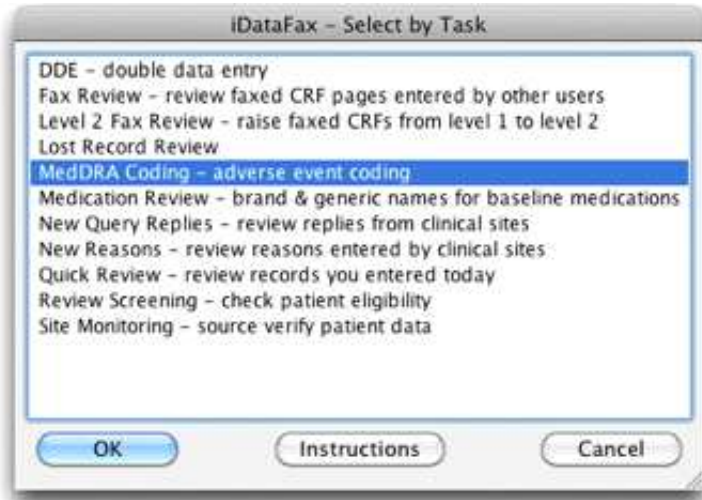 iDataFax – Select by Task
DDE – double data entry
Fax Review – review faxed CRF pages entered by other users
Level 2 Fax Review – raise faxed CRFs from level 1 to level 2
Lost Record Review
MedDRA Coding – adverse event coding
Medication Review – brand & generic names for baseline medications
New Query Replies – review replies from clinical sites
New Reasons – review reasons entered by clinical sites
Quick Review – review records you entered today
Review Screening – check patient eligibility
Site Monitoring – source verify patient data
OK Instructions Cancel